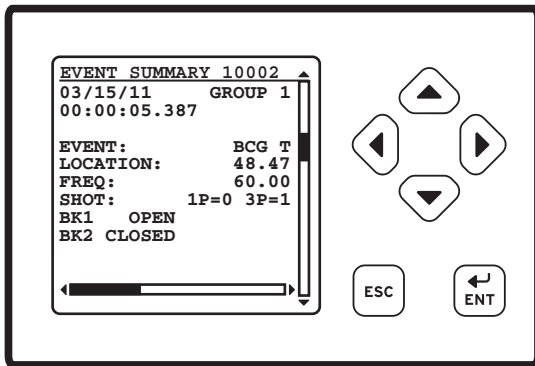 EVENT SUMMARY 10002
03/15/11 GROUP 1
00:00:05.387
EVENT: BCG T
LOCATION: 48.47
FREQ: 60.00
SHOT: 1P=0 3P=1
BK1 OPEN
BK2 CLOSED
ESC
ENT